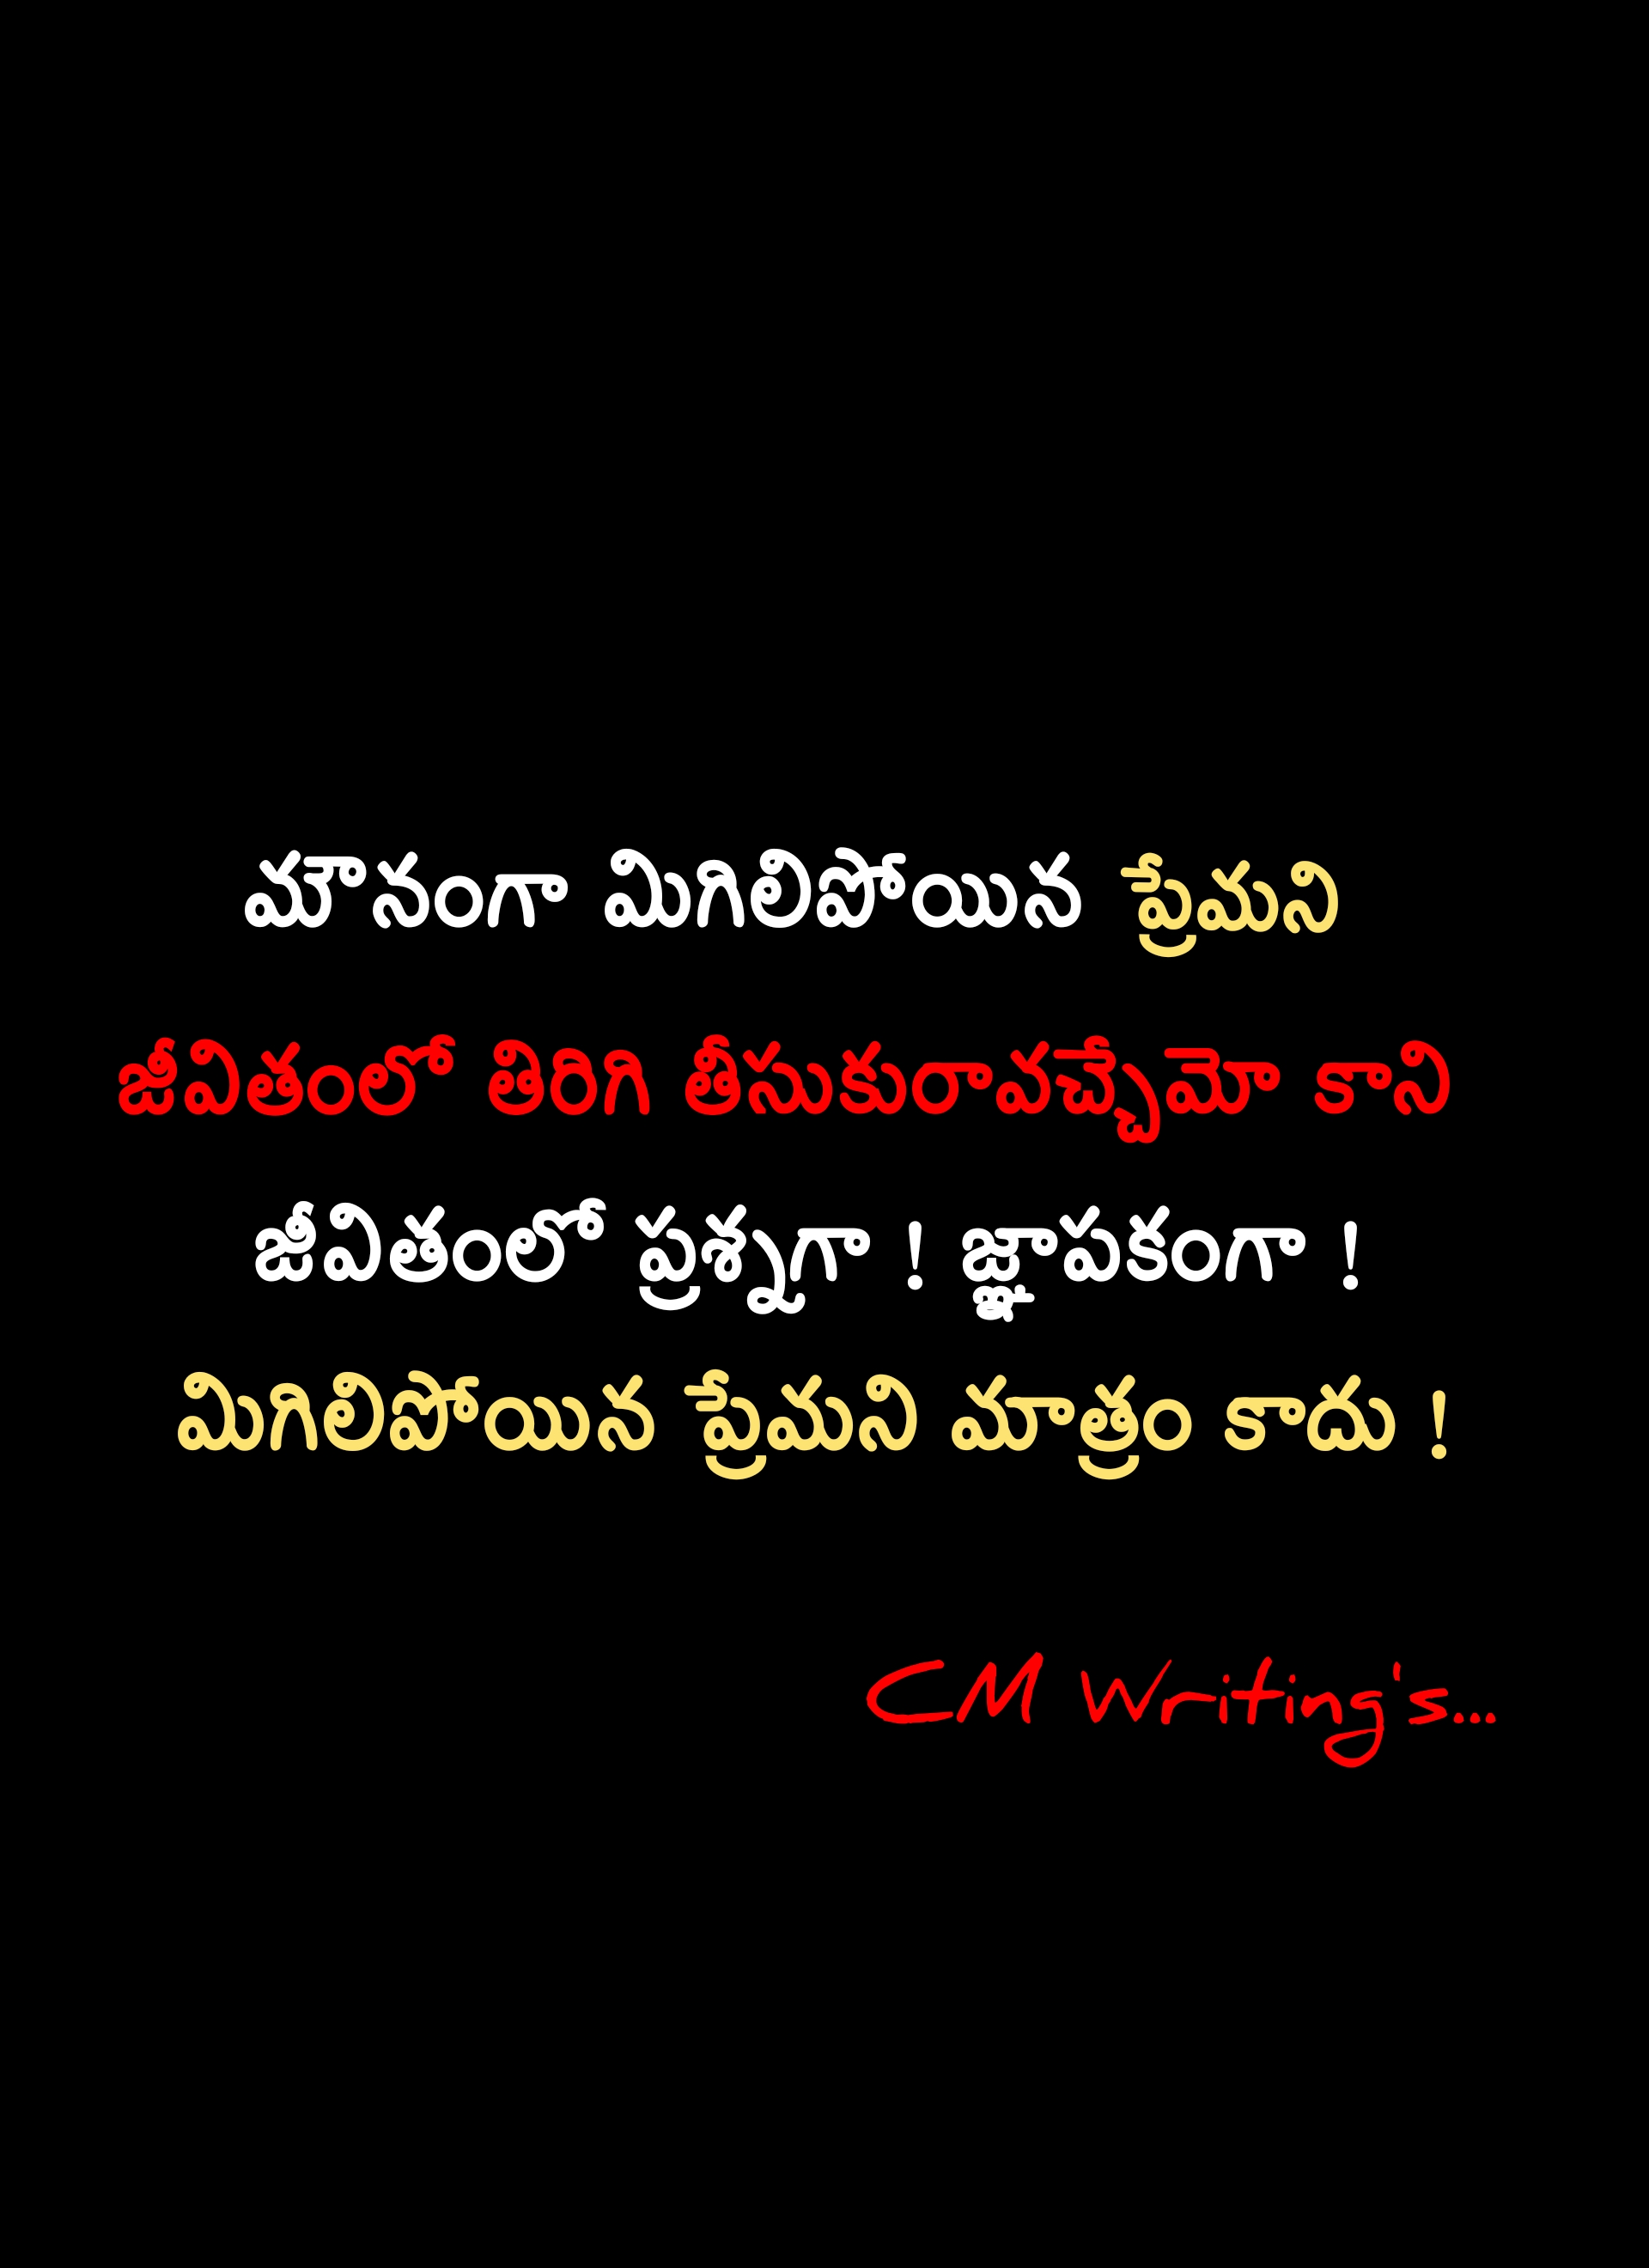 మౌనంగా మిగిలిపోయిన ప్రేమని
జీవితంలో తిరిగి తీసుకురావచ్చేమో కాని
జీవితంలో ప్రశ్నగా ! జ్ఞాపకంగా !
మిగిలిపోయిన ప్రేమని మాత్రం కాదు !
CM Writing's...